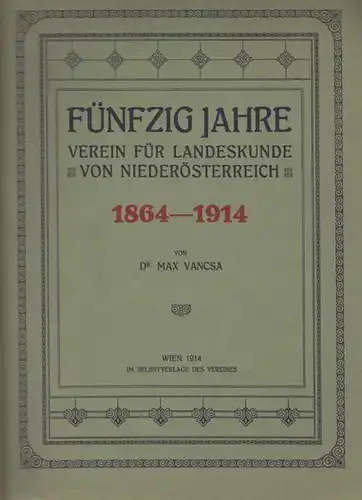 FÜNFZIG JAHRE
VEREIN FÜR LANDESKUNDE
VON NIEDERÖSTERREICH
1864—1914
VON
DR. MAX VANCSA
WIEN 1914
IM SELBSTVERLAGE DES VEREINES